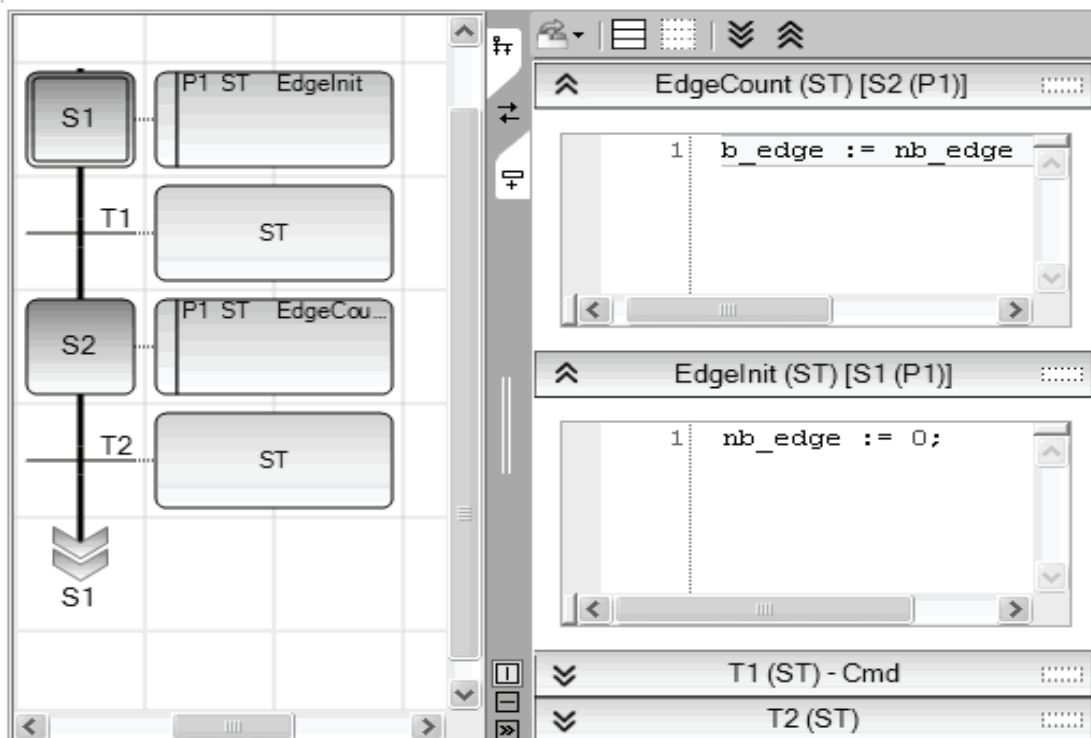 S1
P1 ST EdgeInit
T1
ST
S2
P1 ST EdgeCou...
T2
ST
S1
EdgeCount (ST) [S2 (P1)]
1 b_edge := nb_edge
EdgeInit (ST) [S1 (P1)]
1 nb_edge := 0;
T1 (ST) - Cmd
T2 (ST)